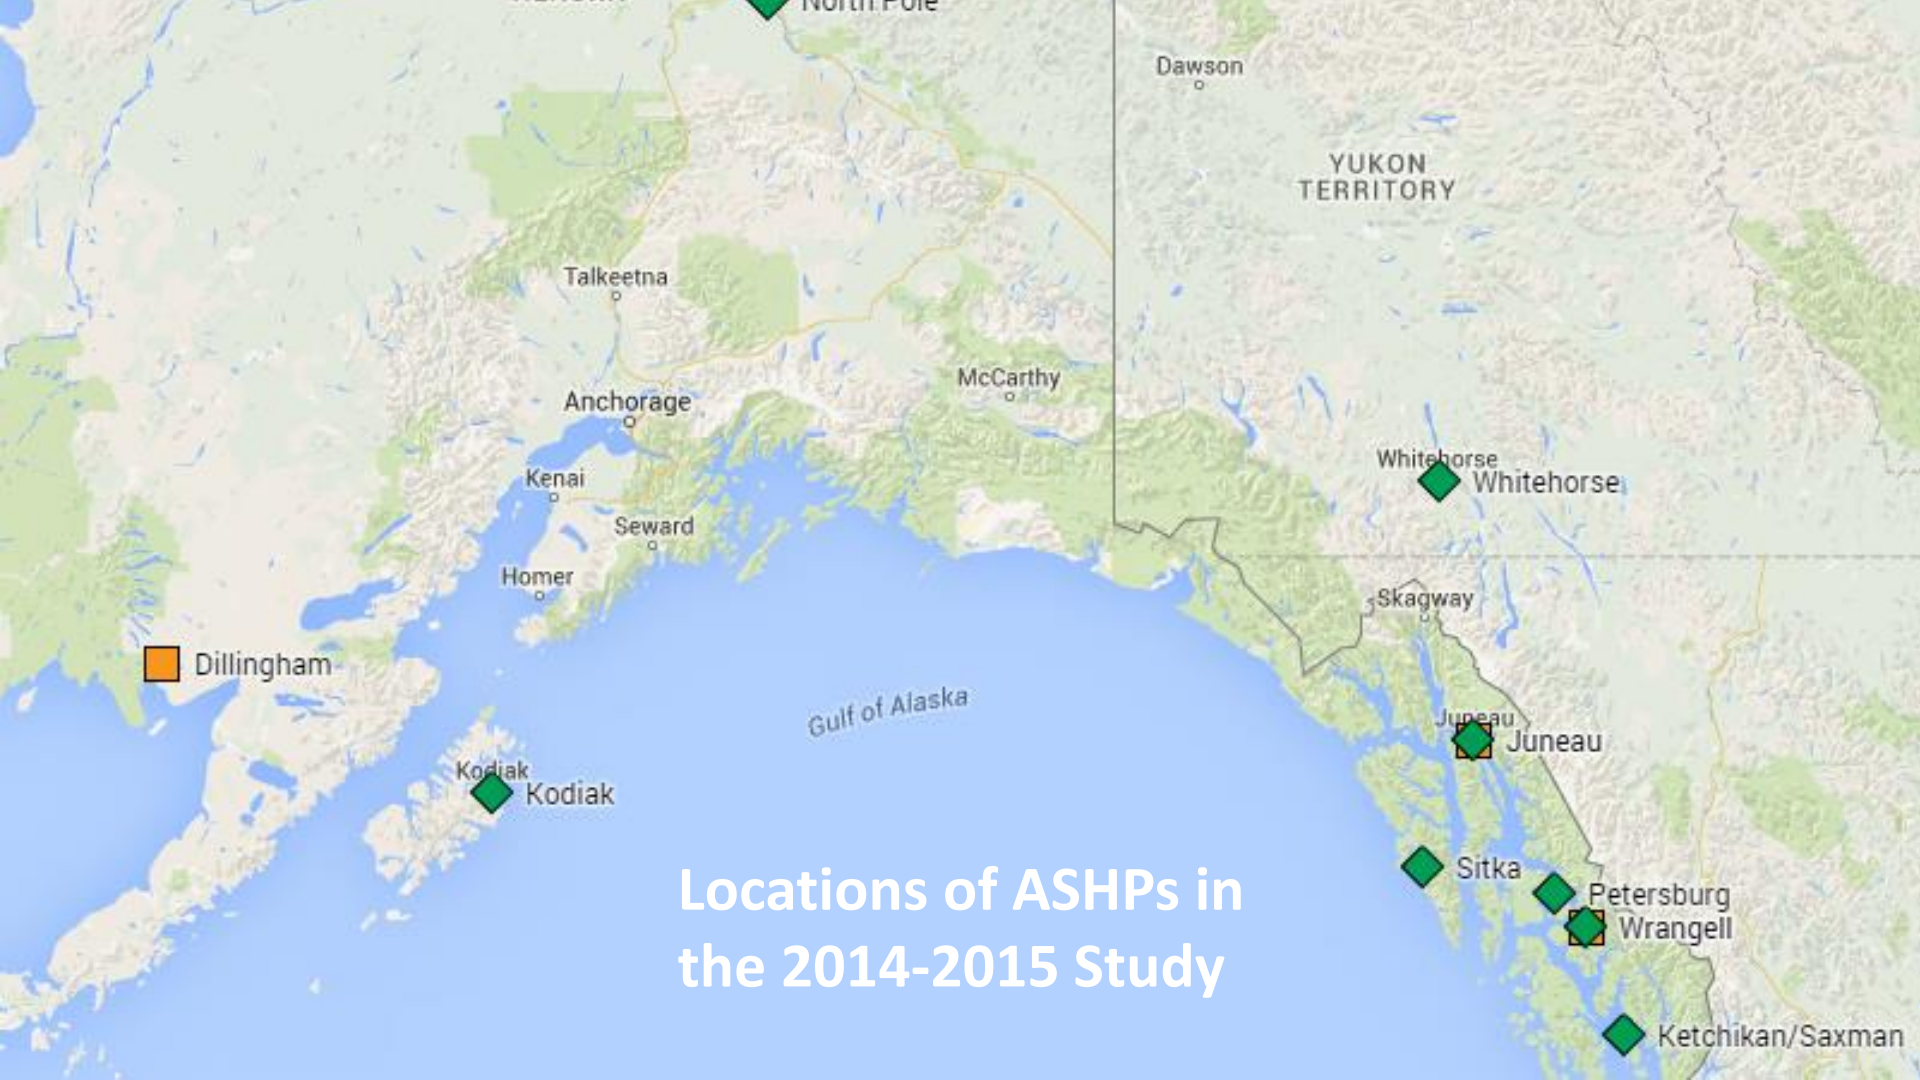 North Pole
Dawson
YUKON
TERRITORY
Talkeetna
McCarthy
Anchorage
Whitehorse
Whitehorse
Kenai
Seward
Homer
Skagway
Dillingham
Gulf of Alaska
Juneau
Juneau
Kodiak
Kodiak
Sitka
Petersburg
Wrangell
Locations of ASHPs in
the 2014-2015 Study
Ketchikan/Saxman